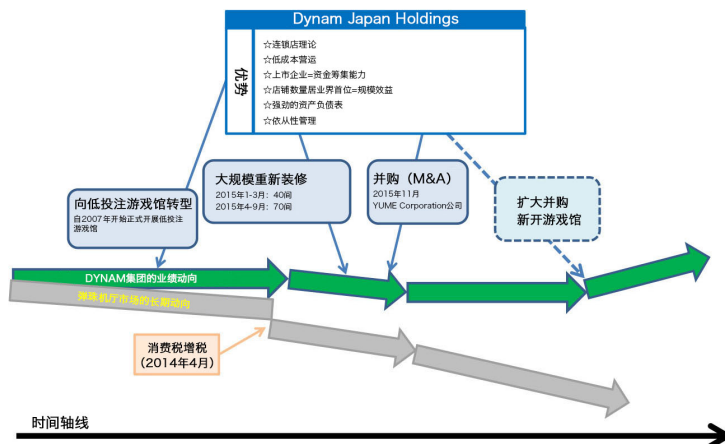 Dynam Japan Holdings
优势
☆连锁店理论
☆低成本营运
☆上市企业=资金筹集能力
☆店铺数量居业界首位=规模效益
☆强劲的资产负债表
☆依从性管理
向低投注游戏馆转型
自2007年开始正式开展低投注
游戏馆
大规模重新装修
2015年1-3月：40间
2015年4-9月：70间
并购（M&A）
2015年11月
YUME Corporation公司
扩大并购
新开游戏馆
DYNAM集团的业绩动向
弹珠机厅市场的长期动向
消费税增税
（2014年4月）
时间轴线